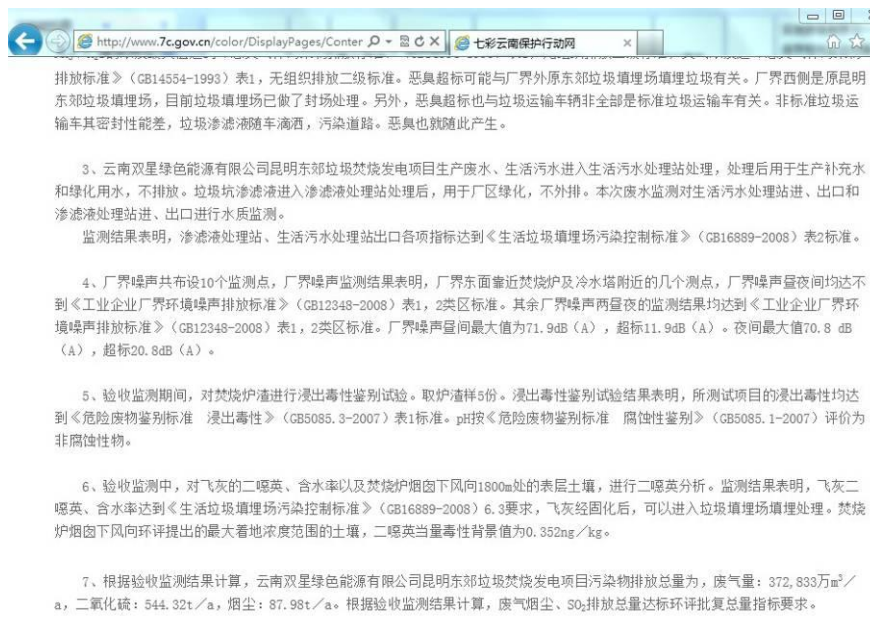 http://www.7c.gov.cn/color/DisplayPages/Conter
七彩云南保护行动网
排放标准》（GB14554-1993）表1，无组织排放二级标准。恶臭超标可能与厂界外原东郊垃圾填埋场填埋垃圾有关。厂界西侧是原昆明
东郊垃圾填埋场，目前垃圾填埋场已做了封场处理。另外，恶臭超标也与垃圾运输车辆非全部是标准垃圾运输车有关。非标准垃圾运
输车其密封性能差，垃圾渗滤液随车滴洒，污染道路。恶臭也就随此产生。
3、云南双星绿色能源有限公司昆明东郊垃圾焚烧发电项目生产废水、生活污水进入生活污水处理站处理，处理后用于生产补充水
和绿化用水，不排放。垃圾坑渗滤液进入渗滤液处理站处理后，用于厂区绿化，不外排。本次废水监测对生活污水处理站进、出口和
渗滤液处理站进、出口进行水质监测。
监测结果表明，渗滤液处理站、生活污水处理站出口各项指标达到《生活垃圾填埋场污染控制标准》（GB16889-2008）表2标准。
4、厂界噪声共布设10个监测点，厂界噪声监测结果表明，厂界东面靠近焚烧炉及冷水塔附近的几个测点，厂界噪声昼夜间均达不
到《工业企业厂界环境噪声排放标准》（GB12348-2008）表1，2类区标准。其余厂界噪声两昼夜的监测结果均达到《工业企业厂界环
境噪声排放标准》（GB12348-2008）表1，2类区标准。厂界噪声昼间最大值为71.9dB（A），超标11.9dB（A）。夜间最大值70.8 dB
（A），超标20.8dB（A）。
5、验收监测期间，对焚烧炉渣进行浸出毒性鉴别试验。取炉渣样5份。浸出毒性鉴别试验结果表明，所测试项目的浸出毒性均达
到《危险废物鉴别标准 浸出毒性》（GB5085.3-2007）表1标准。pH按《危险废物鉴别标准 腐蚀性鉴别》（GB5085.1-2007）评价为
非腐蚀性物。
6、验收监测中，对飞灰的二噁英、含水率以及焚烧炉烟囱下风向1800m处的表层土壤，进行二噁英分析。监测结果表明，飞灰二
噁英、含水率达到《生活垃圾填埋场污染控制标准》（GB16889-2008）6.3要求，飞灰经固化后，可以进入垃圾填埋场填埋处理。焚烧
炉烟囱下风向环评提出的最大着地浓度范围的土壤，二噁英当量毒性背景值为0.352ng／kg。
7、根据验收监测结果计算，云南双星绿色能源有限公司昆明东郊垃圾焚烧发电项目污染物排放总量为，废气量：372,833万m³／
a，二氧化硫：544.32t／a，烟尘：87.98t／a。根据验收监测结果计算，废气烟尘、SO₂排放总量达标环评批复总量指标要求。